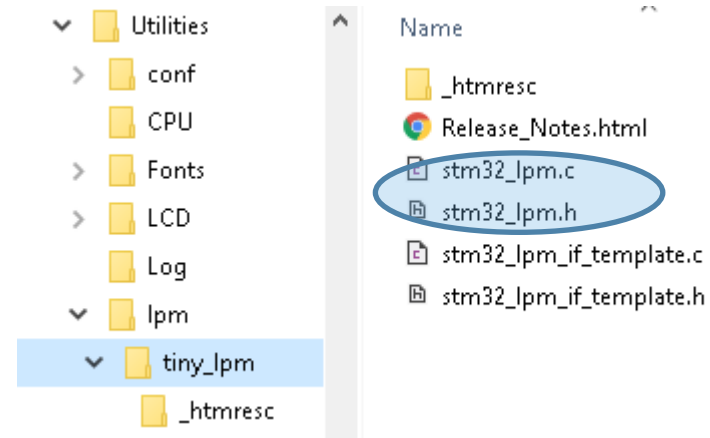 Utilities
conf
CPU
Fonts
LCD
Log
lpm
tiny_lpm
_htmresc
Name
_htmresc
Release_Notes.html
stm32_lpm.c
stm32_lpm.h
stm32_lpm_if_template.c
stm32_lpm_if_template.h